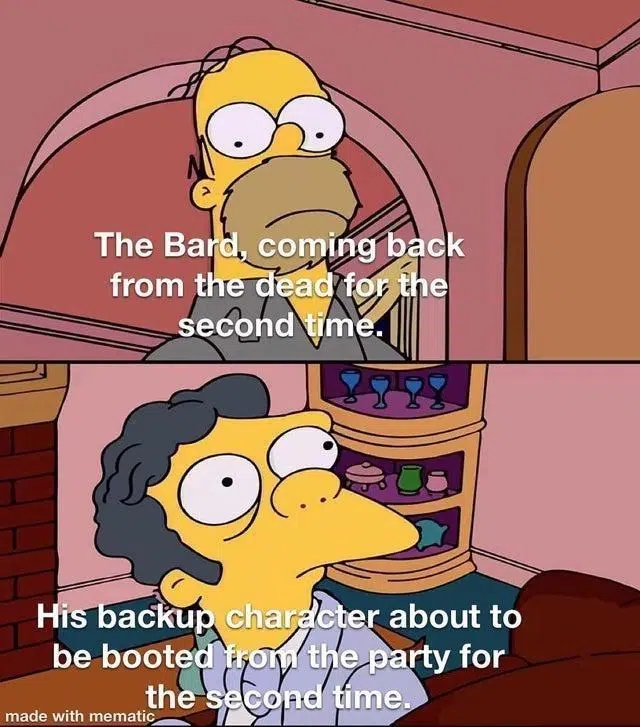 The Bard, coming back
from the dead for the
second time.
His backup character about to
be booted from the party for
the second time.
made with mematic